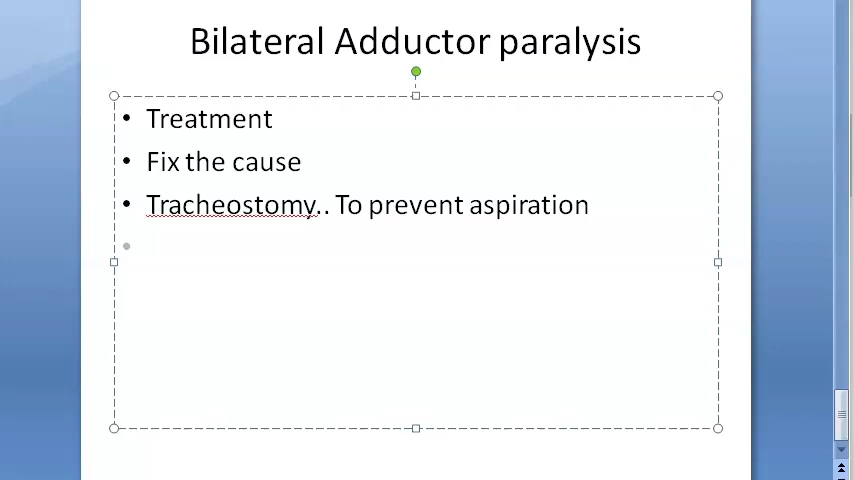 Bilateral Adductor paralysis
• Treatment
• Fix the cause
• Tracheostomy.. To prevent aspiration
•